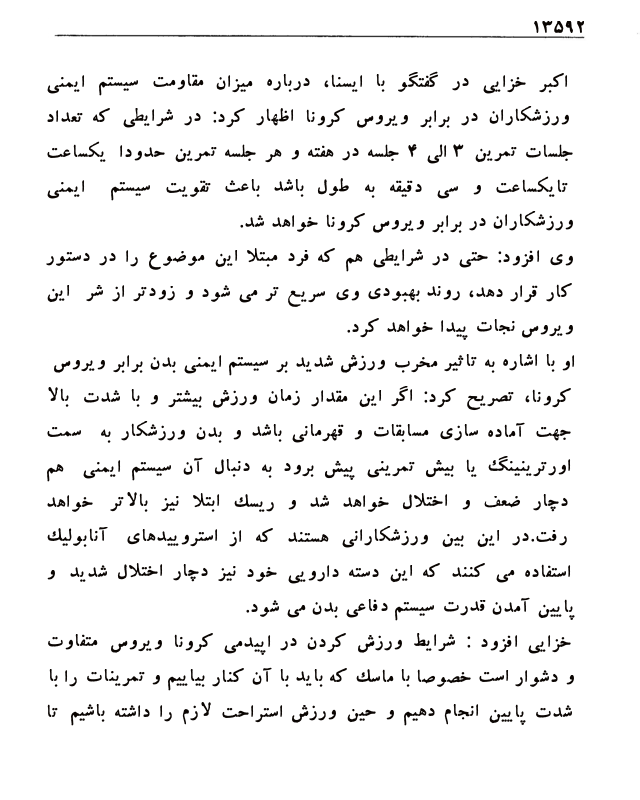 ۱۳۵۹۲
اکبر خزایی در گفتگو با ایسنا، درباره میزان مقاومت سیستم ایمنی
ورزشکاران در برابر ویروس کرونا اظهار کرد: در شرایطی که تعداد
جلسات تمرین ۳ الی ۴ جلسه در هفته و هر جلسه تمرین حدودا یکساعت
تایکساعت و سی دقیقه به طول باشد باعث تقویت سیستم ایمنی
ورزشکاران در برابر ویروس کرونا خواهد شد.
وی افزود: حتی در شرایطی هم که فرد مبتلا این موضوع را در دستور
کار قرار دهد، روند بهبودی وی سریع تر می شود و زودتر از شر این
ویروس نجات پیدا خواهد کرد.
او با اشاره به تاثیر مخرب ورزش شدید بر سیستم ایمنی بدن برابر ویروس
کرونا، تصریح کرد: اگر این مقدار زمان ورزش بیشتر و با شدت بالا
جهت آماده سازی مسابقات و قهرمانی باشد و بدن ورزشکار به سمت
اورترینینگ یا بیش تمرینی پیش برود به دنبال آن سیستم ایمنی هم
دچار ضعف و اختلال خواهد شد و ریسک ابتلا نیز بالاتر خواهد
رفت.در این بین ورزشکارانی هستند که از استروییدهای آنابولیک
استفاده می کنند که این دسته دارویی خود نیز دچار اختلال شدید و
پایین آمدن قدرت سیستم دفاعی بدن می شود.
خزایی افزود : شرایط ورزش کردن در اپیدمی کرونا ویروس متفاوت
و دشوار است خصوصا با ماسک که باید با آن کنار بیاییم و تمرینات را با
شدت پایین انجام دهیم و حین ورزش استراحت لازم را داشته باشیم تا